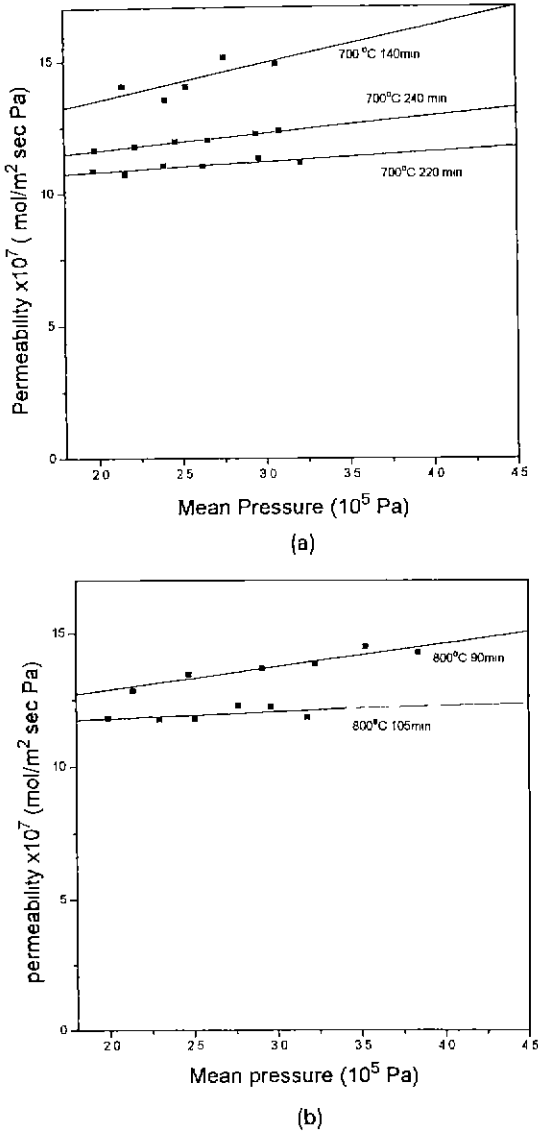 Permeability x10⁷ ( mol/m² sec Pa)
15
10
5
0
700 °C 140min
700°C 240 min
700°C 220 min
20 25 30 35 40 45
Mean Pressure (10⁵ Pa)
(a)
permeability x10⁷ (mol/m² sec Pa)
15
10
5
0
800°C 90min
800°C 105min
20 25 30 35 40 45
Mean pressure (10⁵ Pa)
(b)